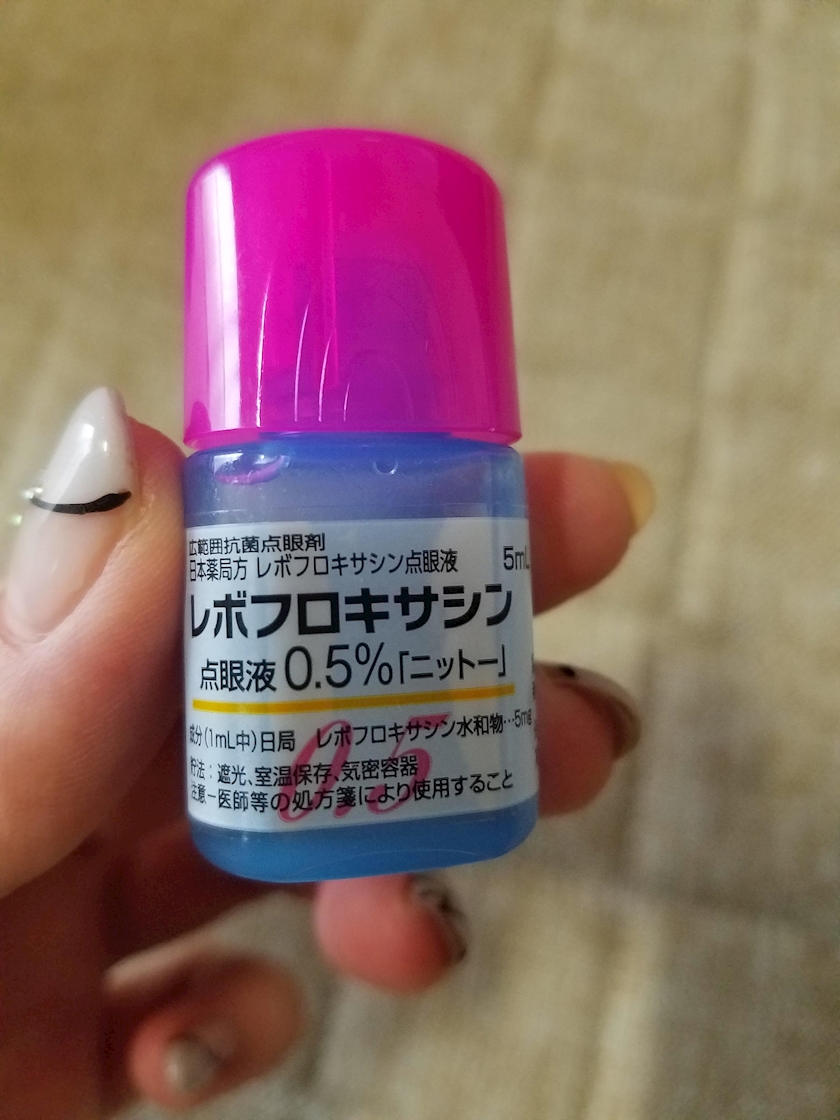 広範囲抗菌点眼剤
日本薬局方 レボフロキサシン点眼液 5mL
レボフロキサシン
点眼液 0.5%「ニットー」
成分(1mL中)日局 レボフロキサシン水和物…5mg
貯法:遮光、室温保存、気密容器
注意-医師等の処方箋により使用すること
0.5